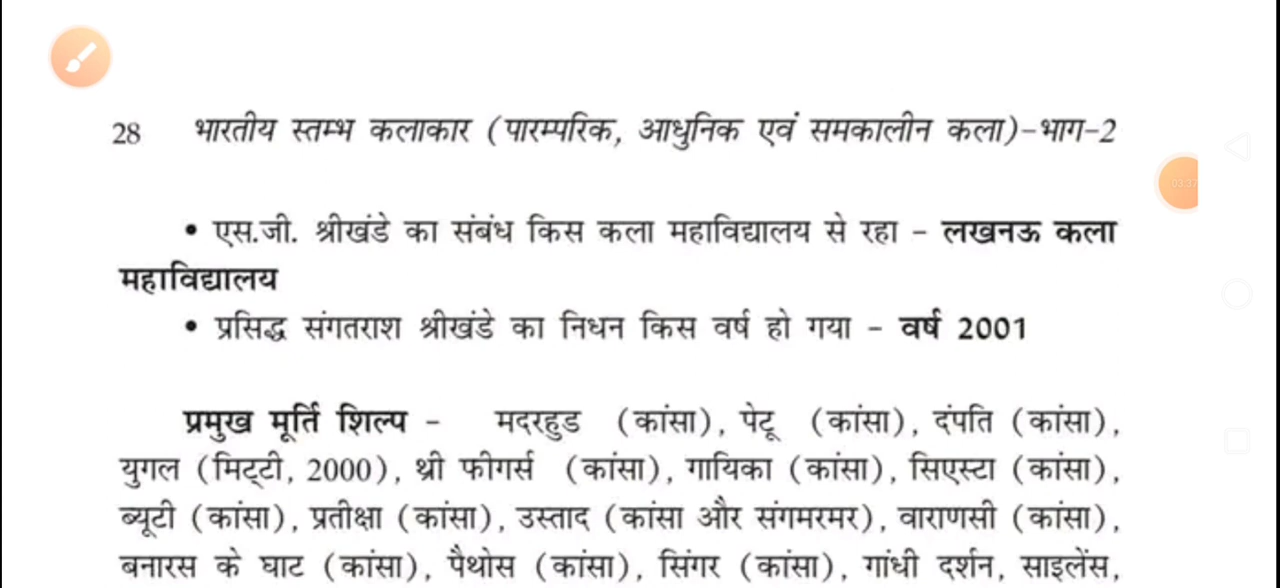 28 भारतीय स्तम्भ कलाकार (पारम्परिक, आधुनिक एवं समकालीन कला)-भाग-2
03:37
• एस.जी. श्रीखंडे का संबंध किस कला महाविद्यालय से रहा - लखनऊ कला
महाविद्यालय
• प्रसिद्ध संगतराश श्रीखंडे का निधन किस वर्ष हो गया - वर्ष 2001
प्रमुख मूर्ति शिल्प - मदरहुड (कांसा), पेटू (कांसा), दंपति (कांसा),
युगल (मिट्टी, 2000), थ्री फीगर्स (कांसा), गायिका (कांसा), सिएस्टा (कांसा),
ब्यूटी (कांसा), प्रतीक्षा (कांसा), उस्ताद (कांसा और संगमरमर), वाराणसी (कांसा),
बनारस के घाट (कांसा), पैथोस (कांसा), सिंगर (कांसा), गांधी दर्शन, साइलेंस,